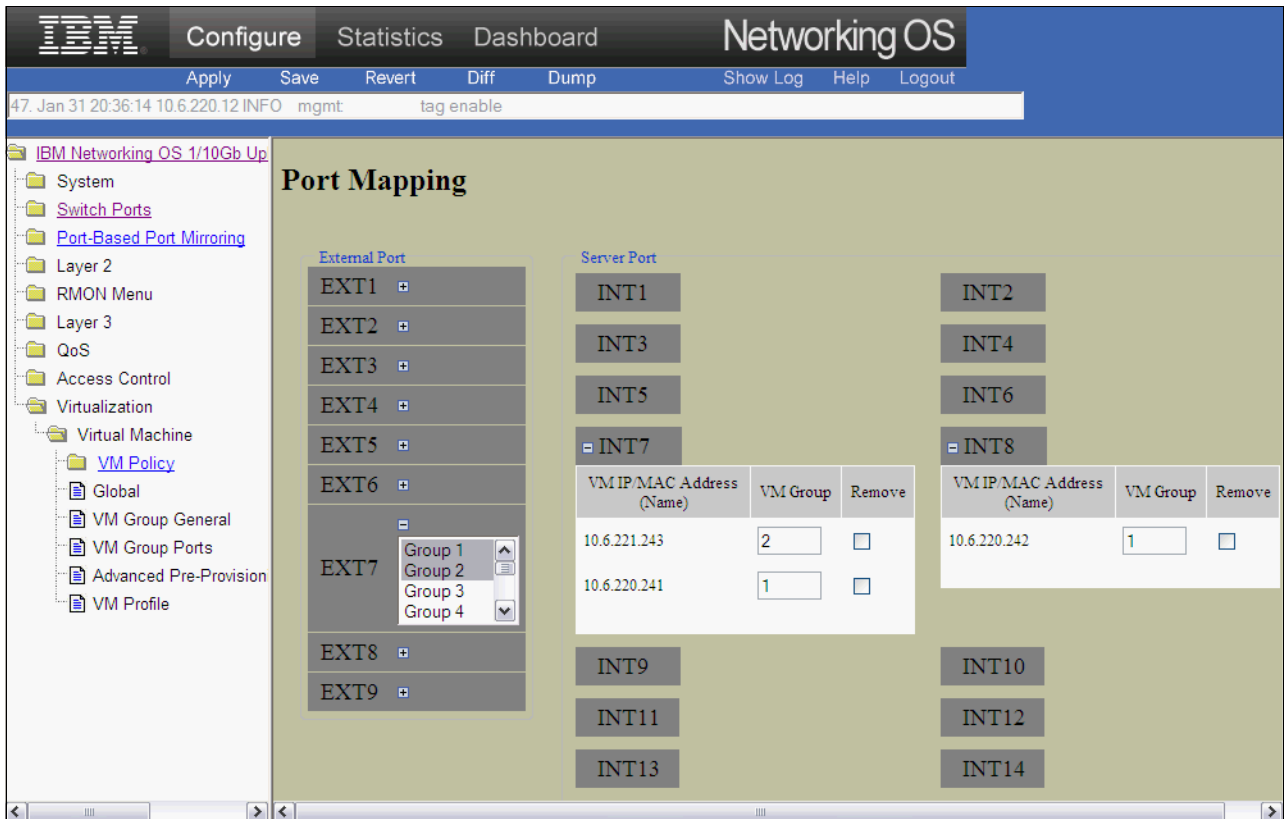 IBM Configure Statistics Dashboard Networking OS
Apply Save Revert Diff Dump Show Log Help Logout
47. Jan 31 20:36:14 10.6.220.12 INFO mgmt: tag enable
IBM Networking OS 1/10Gb Up
System
Switch Ports
Port-Based Port Mirroring
Layer 2
RMON Menu
Layer 3
QoS
Access Control
Virtualization
Virtual Machine
VM Policy
Global
VM Group General
VM Group Ports
Advanced Pre-Provision
VM Profile
Port Mapping
External Port
EXT1
EXT2
EXT3
EXT4
EXT5
EXT6
EXT7
Group 1
Group 2
Group 3
Group 4
EXT8
EXT9
Server Port
INT1 INT2
INT3 INT4
INT5 INT6
INT7
VM IP/MAC Address (Name) VM Group Remove
10.6.221.243 2
10.6.220.241 1
INT8
VM IP/MAC Address (Name) VM Group Remove
10.6.220.242 1
INT9 INT10
INT11 INT12
INT13 INT14